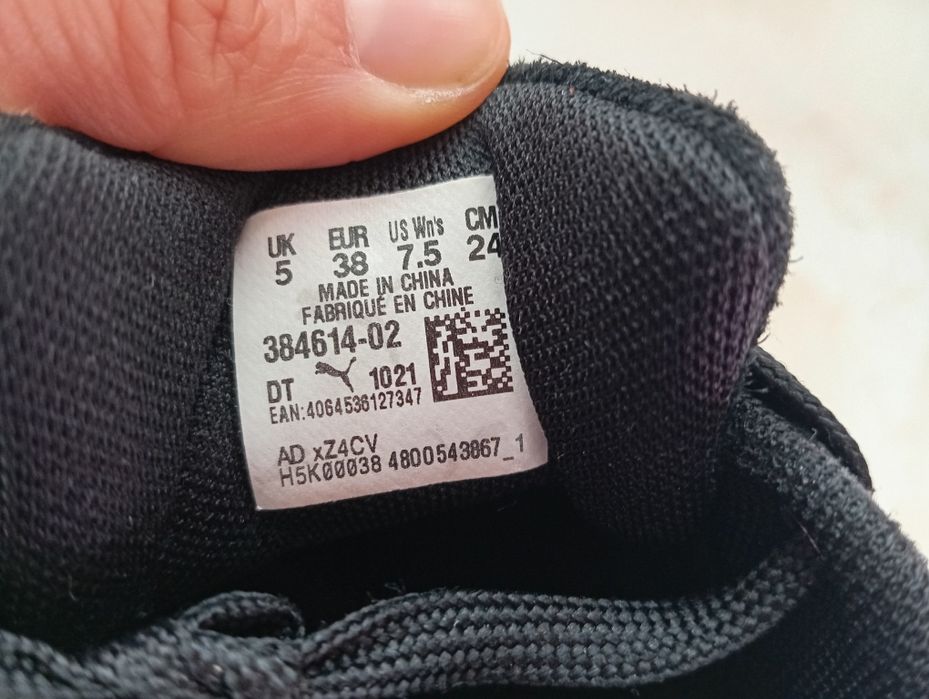 UK EUR US Wn's CM
5 38 7.5 24
MADE IN CHINA
FABRIQUÉ EN CHINE
384614-02
DT 1021
EAN:4064536127347
AD xZ4CV
H5K00038 4800543867_1